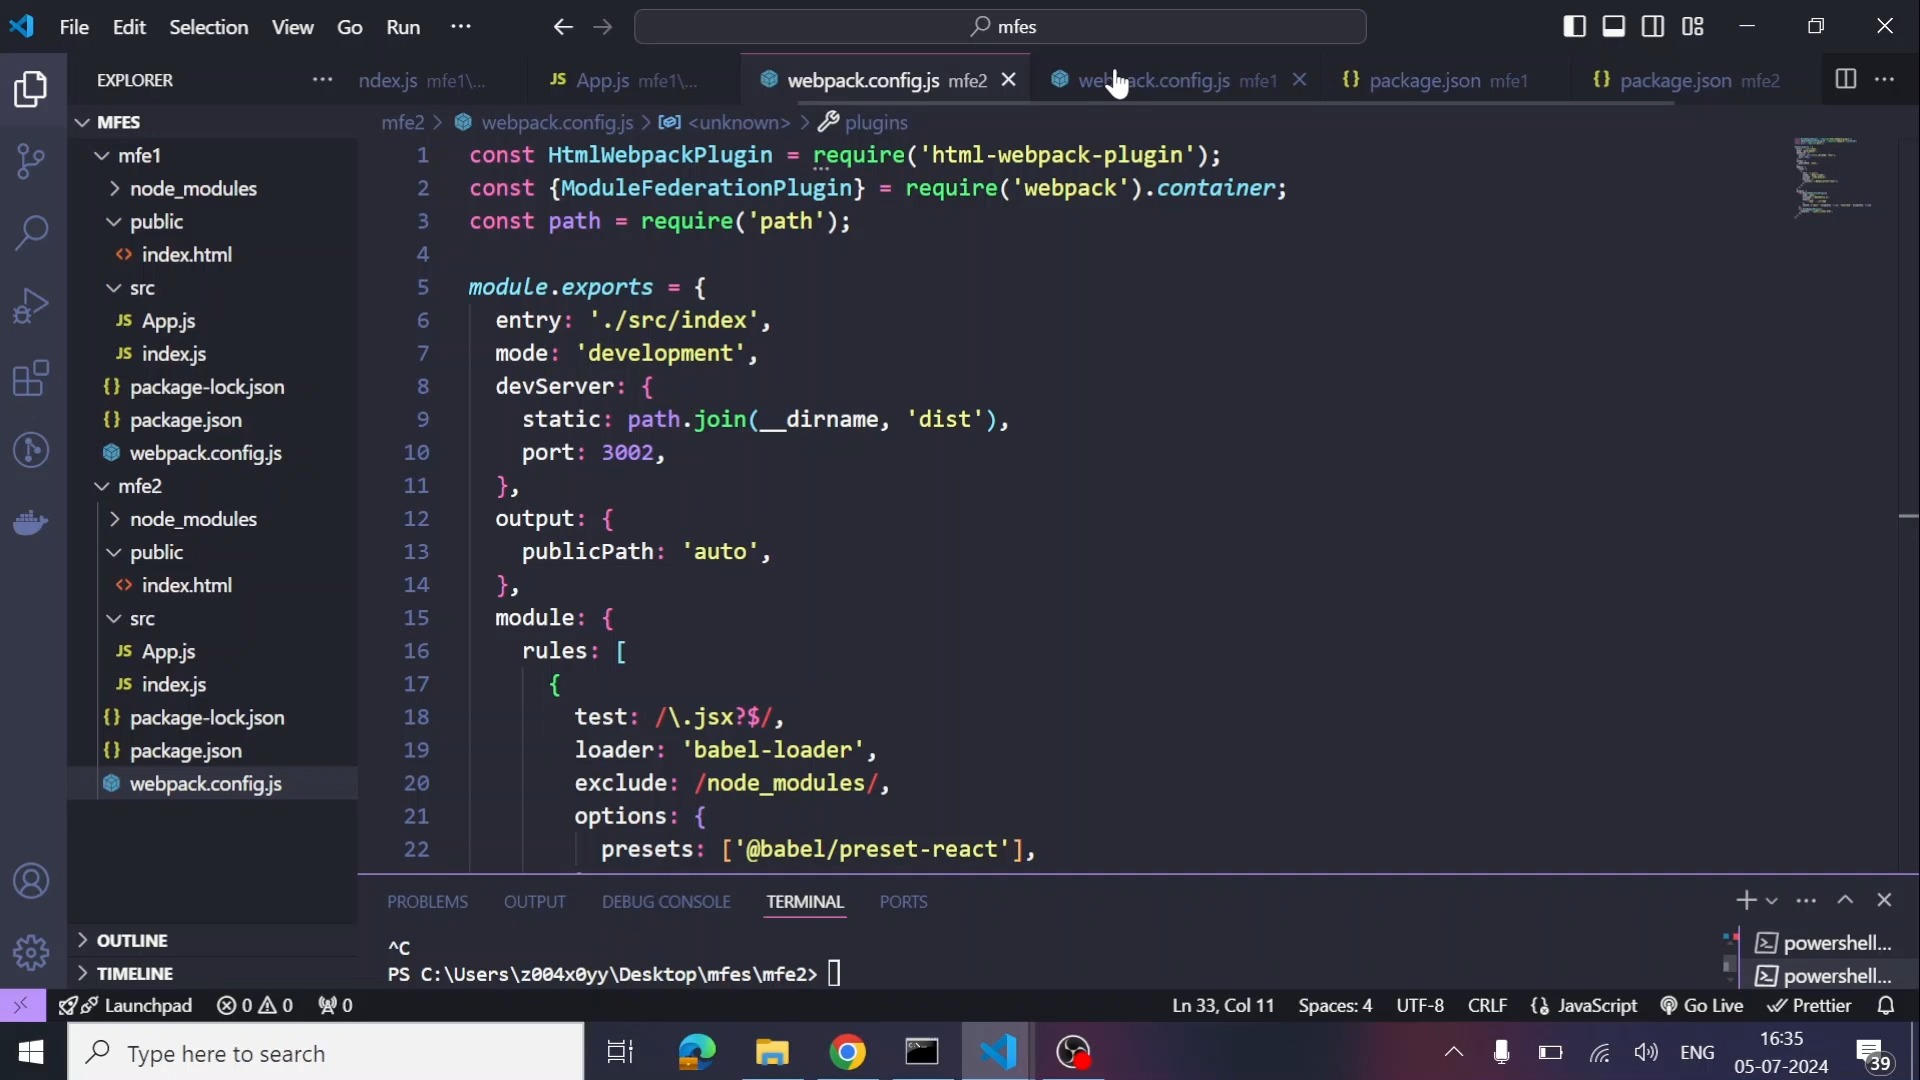 File Edit Selection View Go Run ··· mfes
EXPLORER ··· ndex.js mfe1\... JS App.js mfe1\... webpack.config.js mfe2 webpack.config.js mfe1 {} package.json mfe1 {} package.json mfe2
MFES
mfe1
node_modules
public
<> index.html
src
JS App.js
JS index.js
{} package-lock.json
{} package.json
webpack.config.js
mfe2
node_modules
public
<> index.html
src
JS App.js
JS index.js
{} package-lock.json
{} package.json
webpack.config.js
OUTLINE
TIMELINE
mfe2 > webpack.config.js > <unknown> > plugins
1 const HtmlWebpackPlugin = require('html-webpack-plugin');
2 const {ModuleFederationPlugin} = require('webpack').container;
3 const path = require('path');
4
5 module.exports = {
6 entry: './src/index',
7 mode: 'development',
8 devServer: {
9 static: path.join(__dirname, 'dist'),
10 port: 3002,
11 },
12 output: {
13 publicPath: 'auto',
14 },
15 module: {
16 rules: [
17 {
18 test: /\.jsx?$/,
19 loader: 'babel-loader',
20 exclude: /node_modules/,
21 options: {
22 presets: ['@babel/preset-react'],
PROBLEMS OUTPUT DEBUG CONSOLE TERMINAL PORTS
^C
PS C:\Users\z004x0yy\Desktop\mfes\mfe2>
powershell...
powershell...
Launchpad 0 0 0 Ln 33, Col 11 Spaces: 4 UTF-8 CRLF JavaScript Go Live Prettier
Type here to search
ENG
16:35
05-07-2024
39